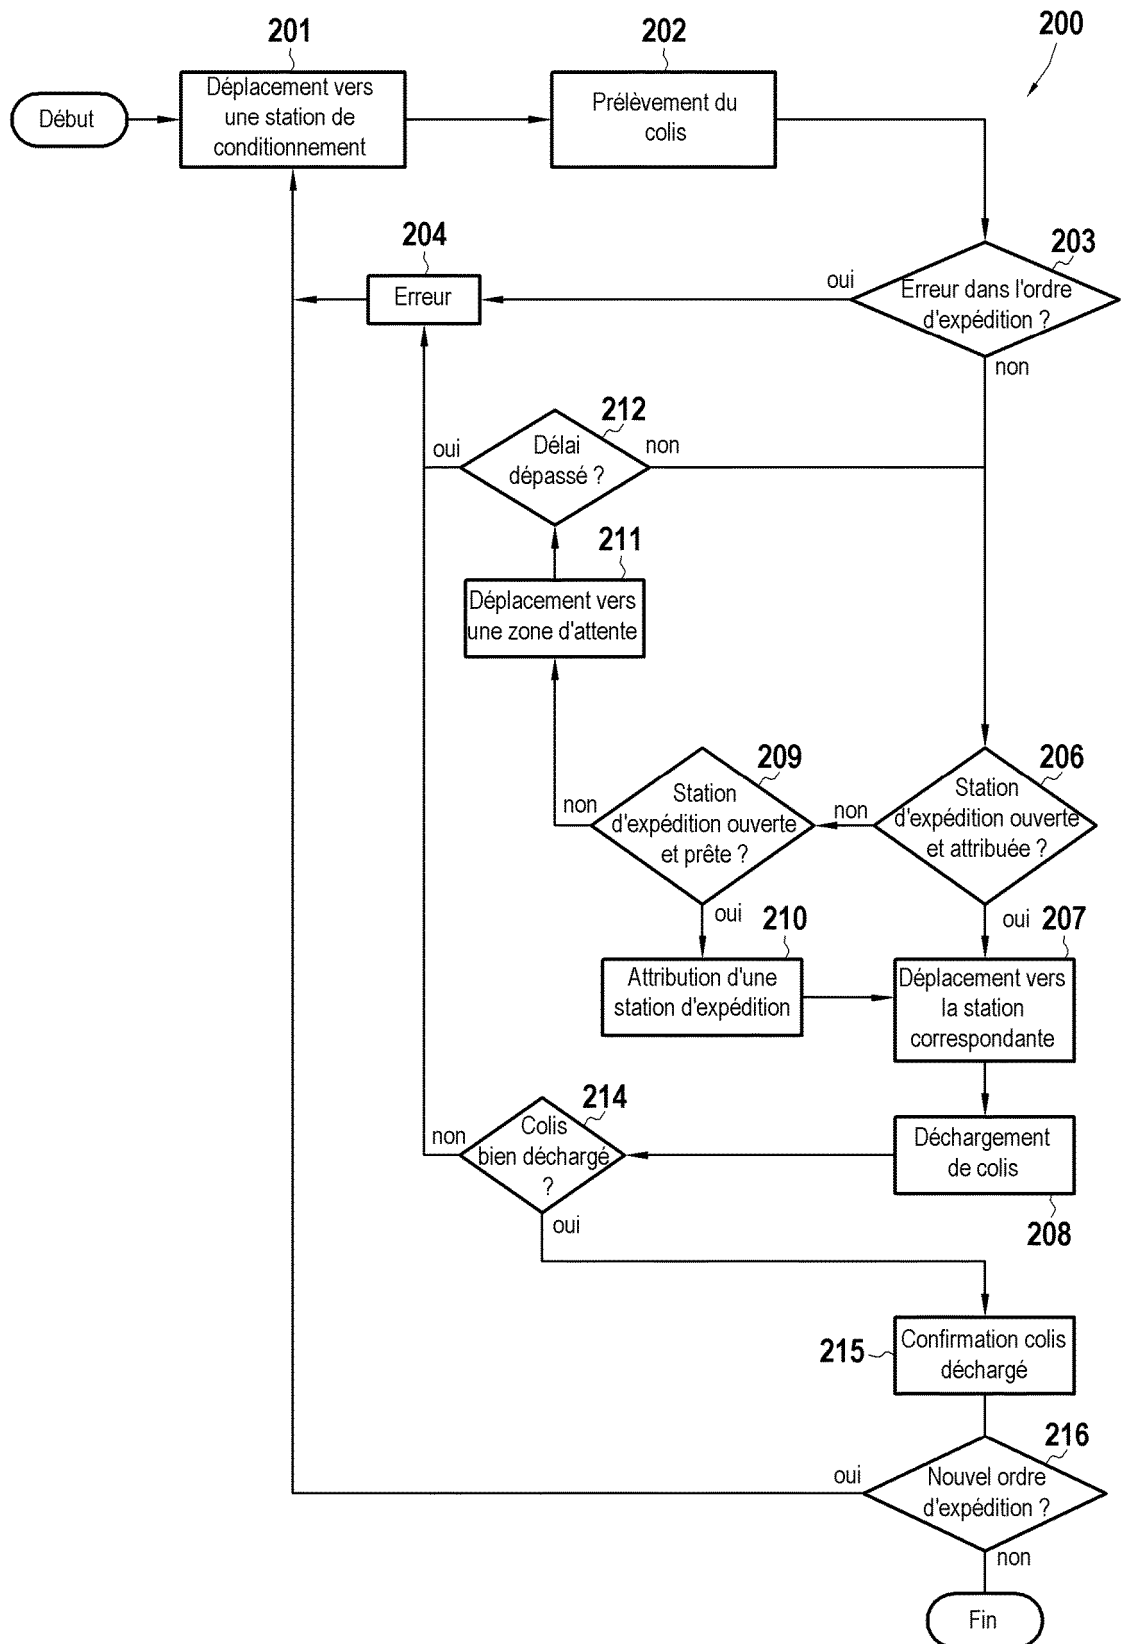 201
202
200
Début
Déplacement vers
une station de
conditionnement
Prélèvement du
colis
204
203
Erreur
oui
Erreur dans l'ordre
d'expédition ?
non
212
oui
Délai
dépassé ?
non
211
Déplacement vers
une zone d'attente
209
206
non
Station
d'expédition ouverte
et prête ?
non
Station
d'expédition ouverte
et attribuée ?
oui
210
oui
207
Attribution d'une
station d'expédition
Déplacement vers
la station
correspondante
214
non
Colis
bien déchargé
?
Déchargement
de colis
oui
208
215
Confirmation colis
déchargé
216
oui
Nouvel ordre
d'expédition ?
non
Fin